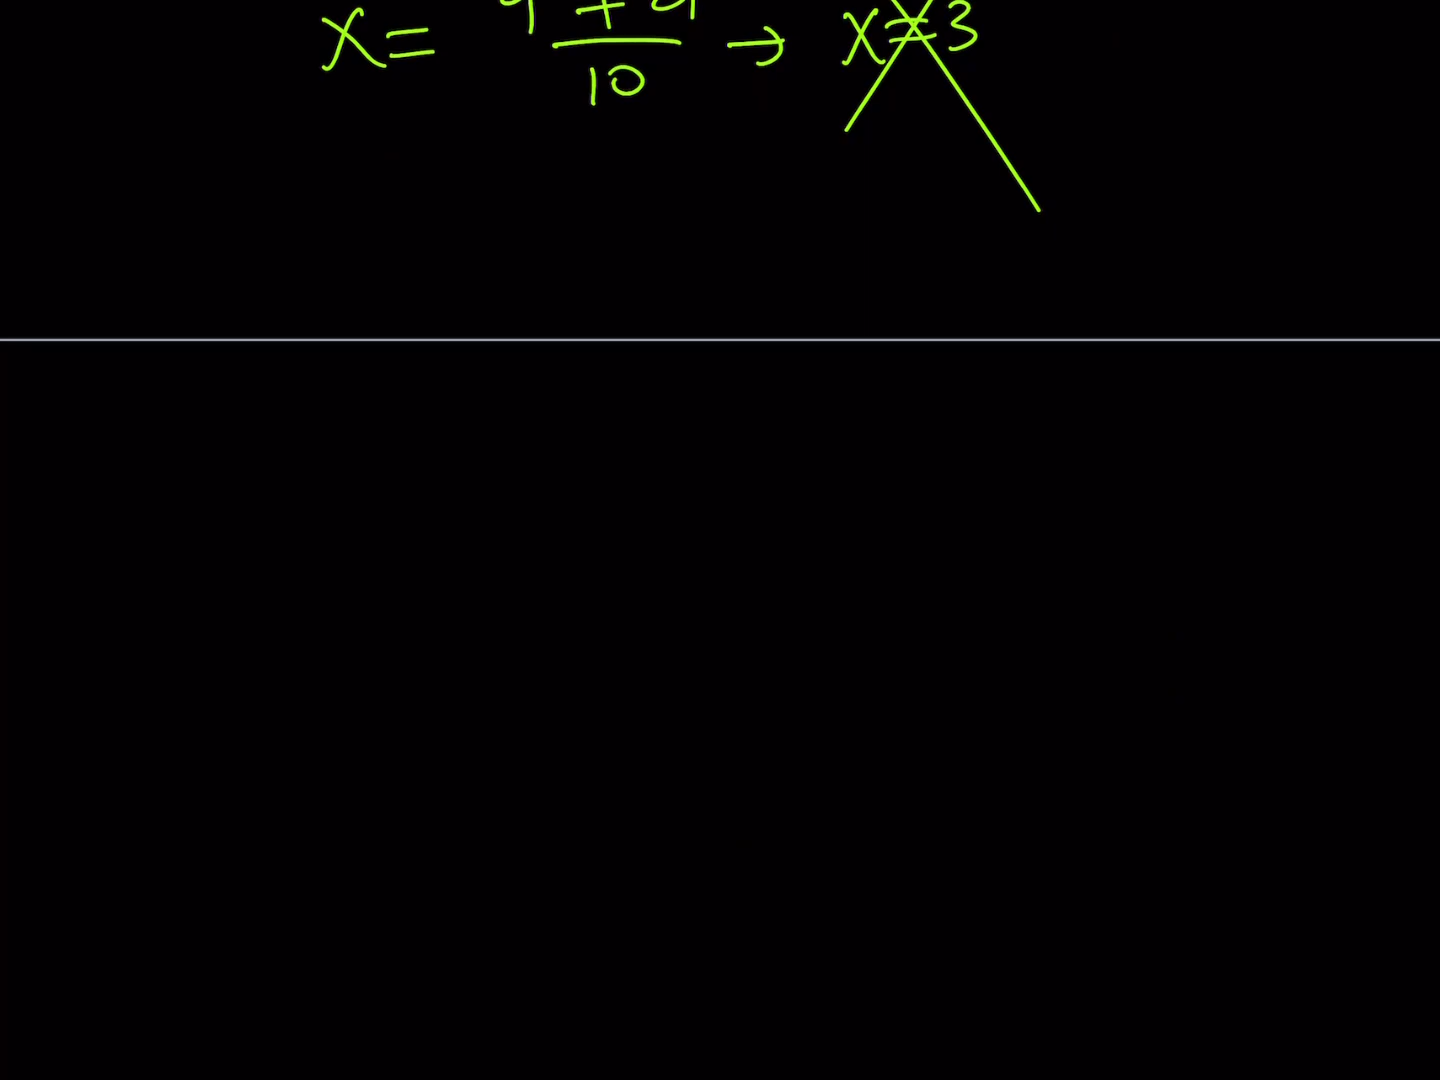 x = / 10 → x = 3